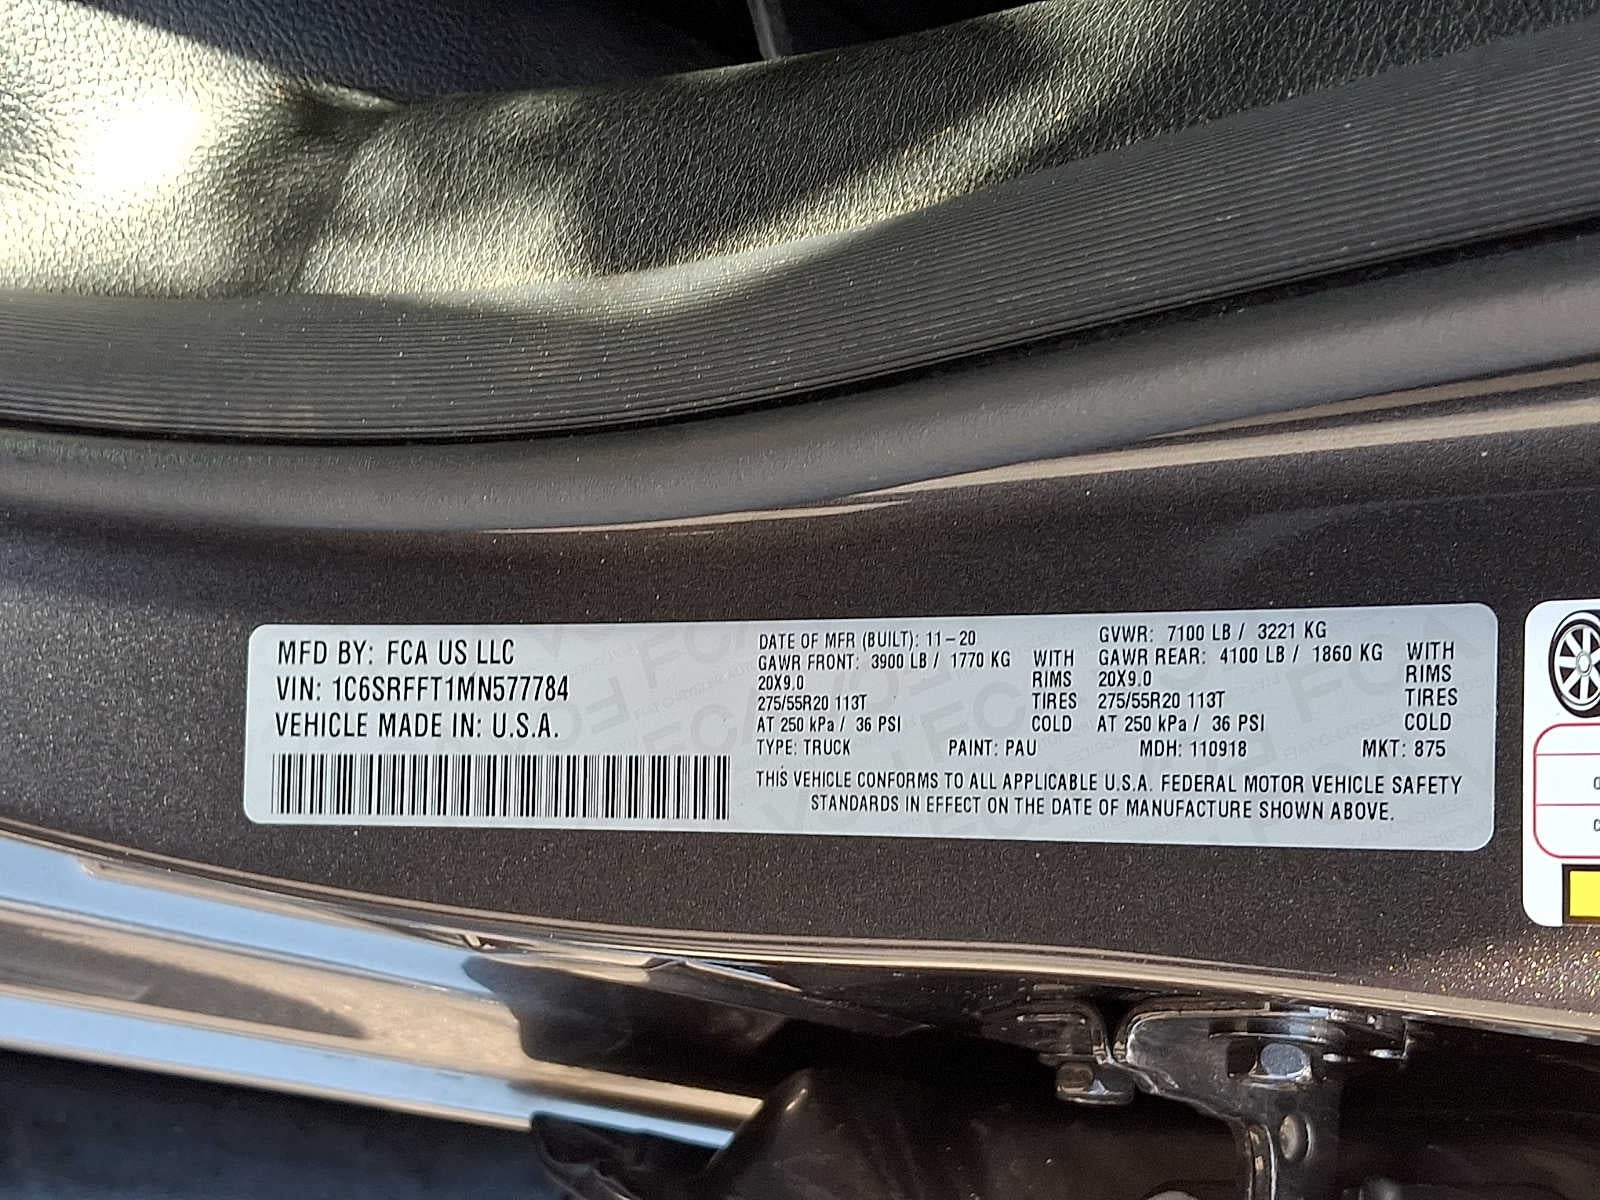 MFD BY: FCA US LLC
VIN: 1C6SRFFT1MN577784
VEHICLE MADE IN: U.S.A.
DATE OF MFR (BUILT): 11-20
GAWR FRONT: 3900 LB / 1770 KG WITH
20X9.0 RIMS
275/55R20 113T TIRES
AT 250 kPa / 36 PSI COLD
GVWR: 7100 LB / 3221 KG
GAWR REAR: 4100 LB / 1860 KG WITH
20X9.0 RIMS
275/55R20 113T TIRES
AT 250 kPa / 36 PSI COLD
TYPE: TRUCK PAINT: PAU MDH: 110918 MKT: 875
THIS VEHICLE CONFORMS TO ALL APPLICABLE U.S.A. FEDERAL MOTOR VEHICLE SAFETY
STANDARDS IN EFFECT ON THE DATE OF MANUFACTURE SHOWN ABOVE.